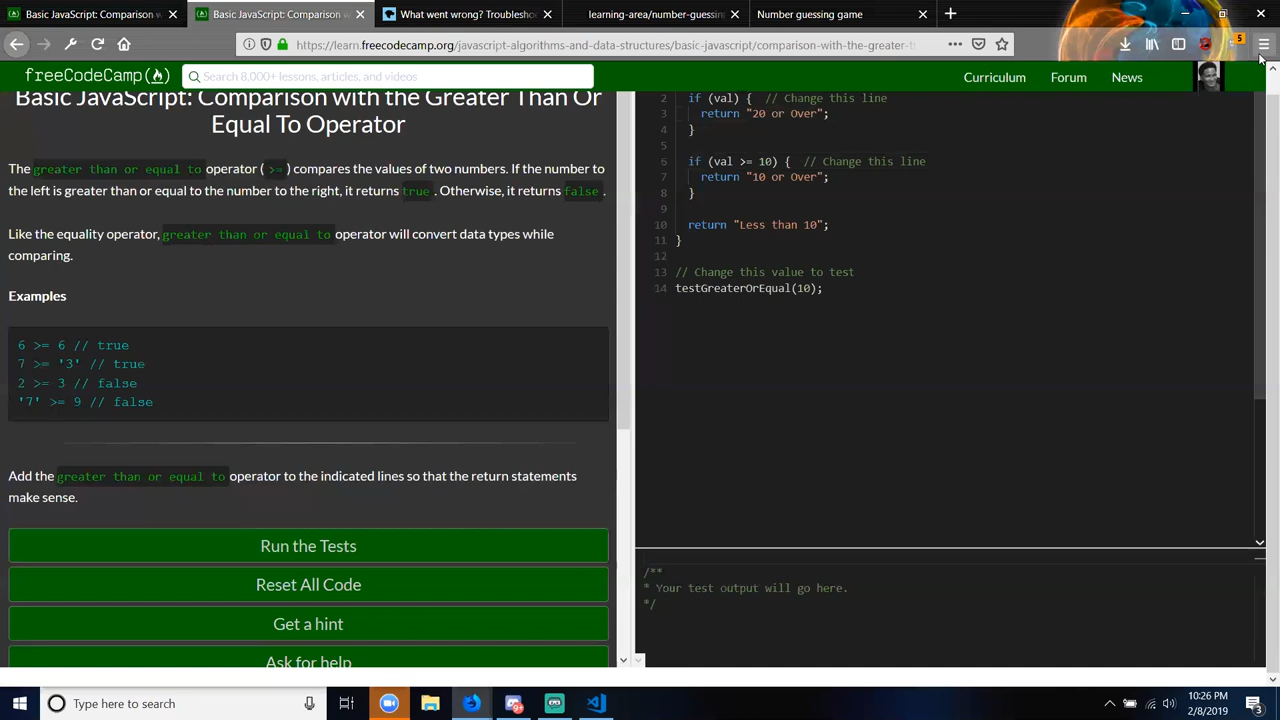 Basic JavaScript: Comparison w
Basic JavaScript: Comparison w
What went wrong? Troublesho
learning-area/number-guessin
Number guessing game
https://learn.freecodecamp.org/javascript-algorithms-and-data-structures/basic-javascript/comparison-with-the-greater-t
5
freeCodeCamp
Search 8,000+ lessons, articles, and videos
Curriculum
Forum
News
Basic JavaScript: Comparison with the Greater Than Or
Equal To Operator
The greater than or equal to operator ( >= ) compares the values of two numbers. If the number to
the left is greater than or equal to the number to the right, it returns true . Otherwise, it returns false .
Like the equality operator, greater than or equal to operator will convert data types while
comparing.
Examples
6 >= 6 // true
7 >= '3' // true
2 >= 3 // false
'7' >= 9 // false
Add the greater than or equal to operator to the indicated lines so that the return statements
make sense.
Run the Tests
Reset All Code
Get a hint
Ask for help
2 if (val) { // Change this line
3 return "20 or Over";
4 }
5
6 if (val >= 10) { // Change this line
7 return "10 or Over";
8 }
9
10 return "Less than 10";
11 }
12
13 // Change this value to test
14 testGreaterOrEqual(10);
/**
* Your test output will go here.
*/
Type here to search
10:26 PM
2/8/2019
3